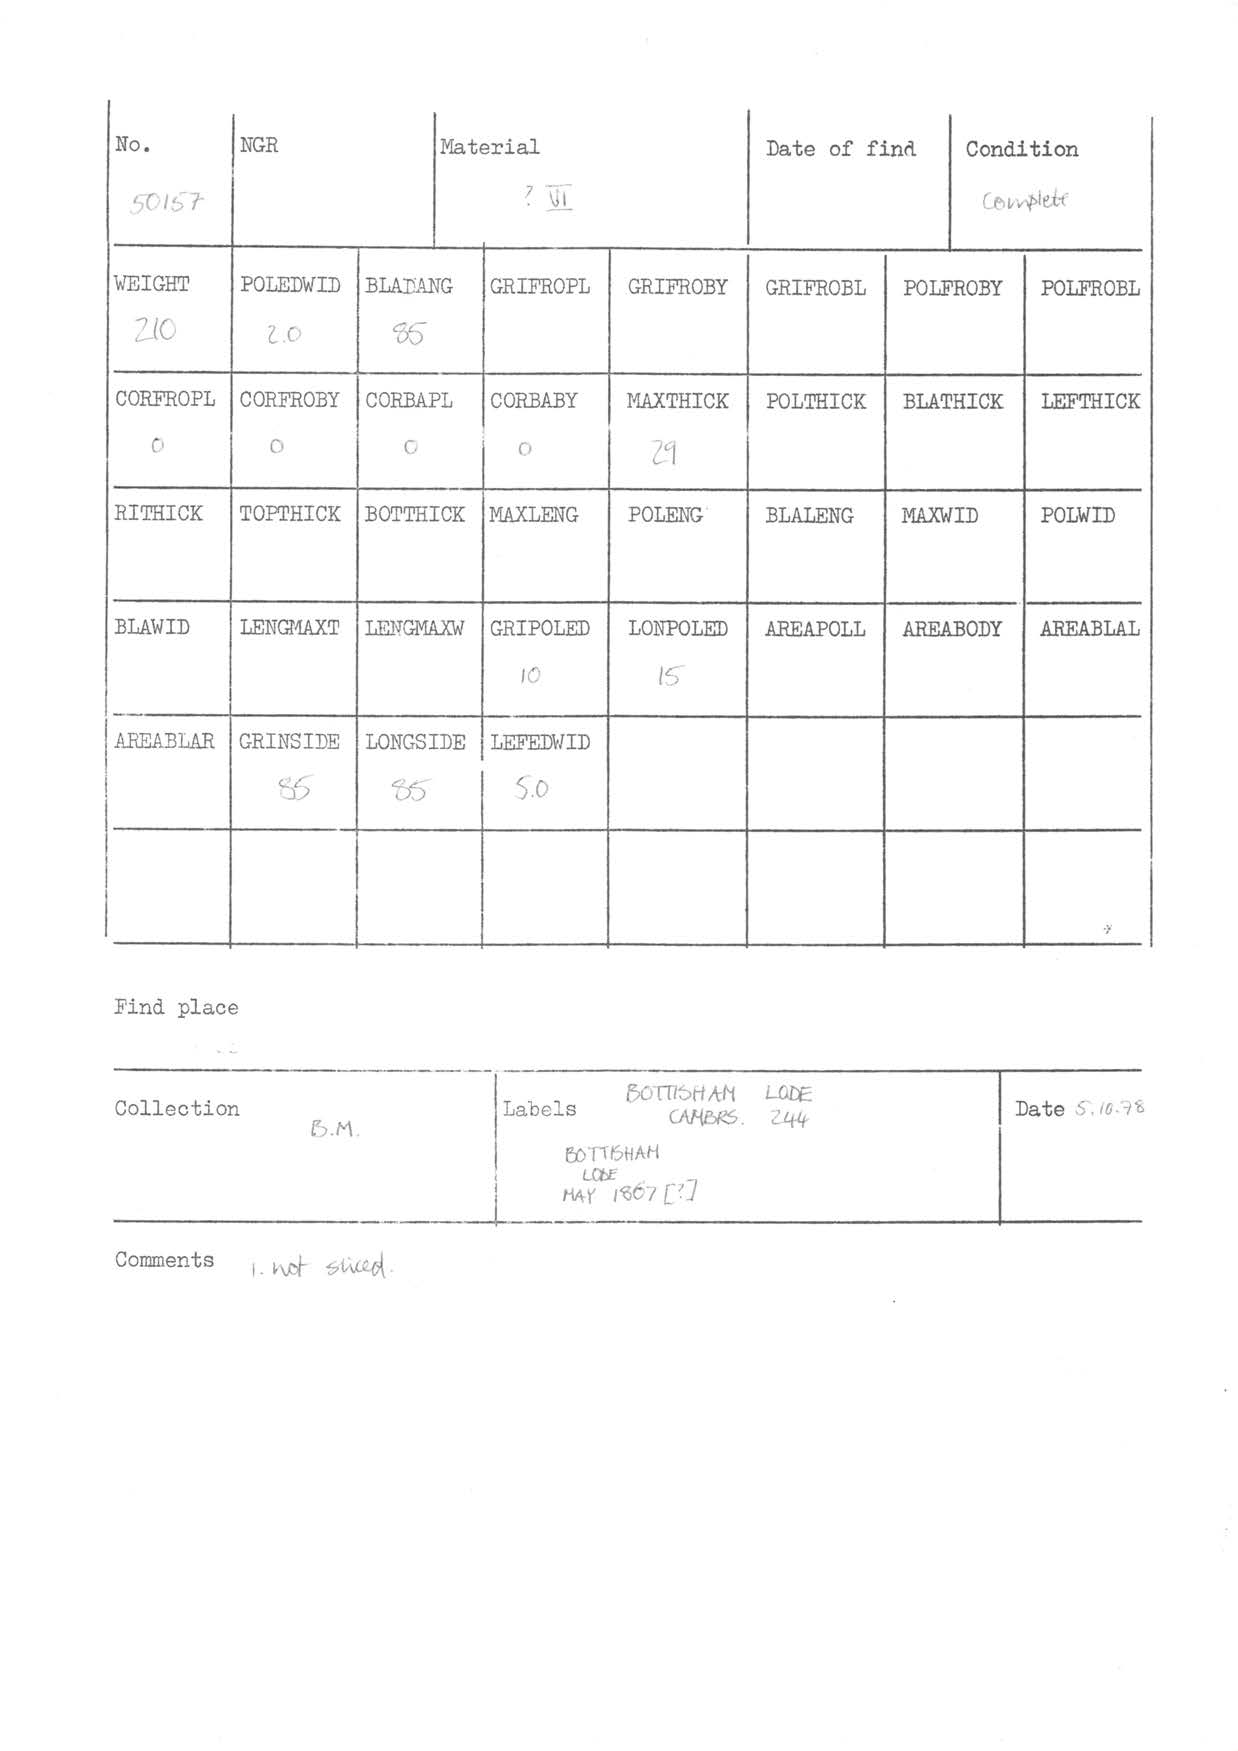 No. NGR Material Date of find Condition
50157 ? VI Complete
WEIGHT POLEDWID BLADANG GRIFROPL GRIFROBY GRIFROBL POLFROBY POLFROBL
210 2.0 85
CORFROPL CORFROBY CORBAPL CORBABY MAXTHICK POLTHICK BLATHICK LEFTHICK
0 0 0 0 29
RITHICK TOPTHICK BOTTHICK MAXLENG POLENG BLALENG MAXWID POLWID
BLAWID LENGMAXT LENGMAXW GRIPOLED LONPOLED AREAPOLL AREABODY AREABLAL
10 15
AREABLAR GRINSIDE LONGSIDE LEFEDWID
85 85 5.0
Find place
Collection B.M.
Labels BOTTISHAM LODE
CAMBRS. 244
BOTTISHAM
LODE
MAY 1867 [?]
Date 5.10.78
Comments 1. not sliced.